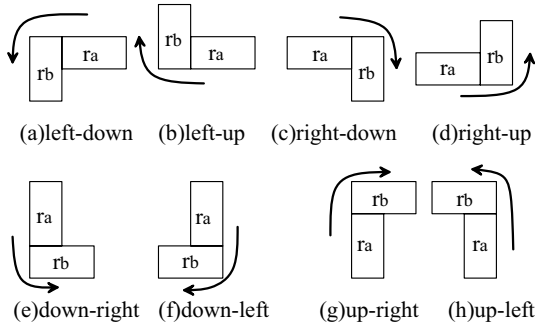 rb ra
rb ra
ra rb
ra rb
(a)left-down (b)left-up (c)right-down (d)right-up
ra rb
ra rb
rb ra
rb ra
(e)down-right (f)down-left (g)up-right (h)up-left